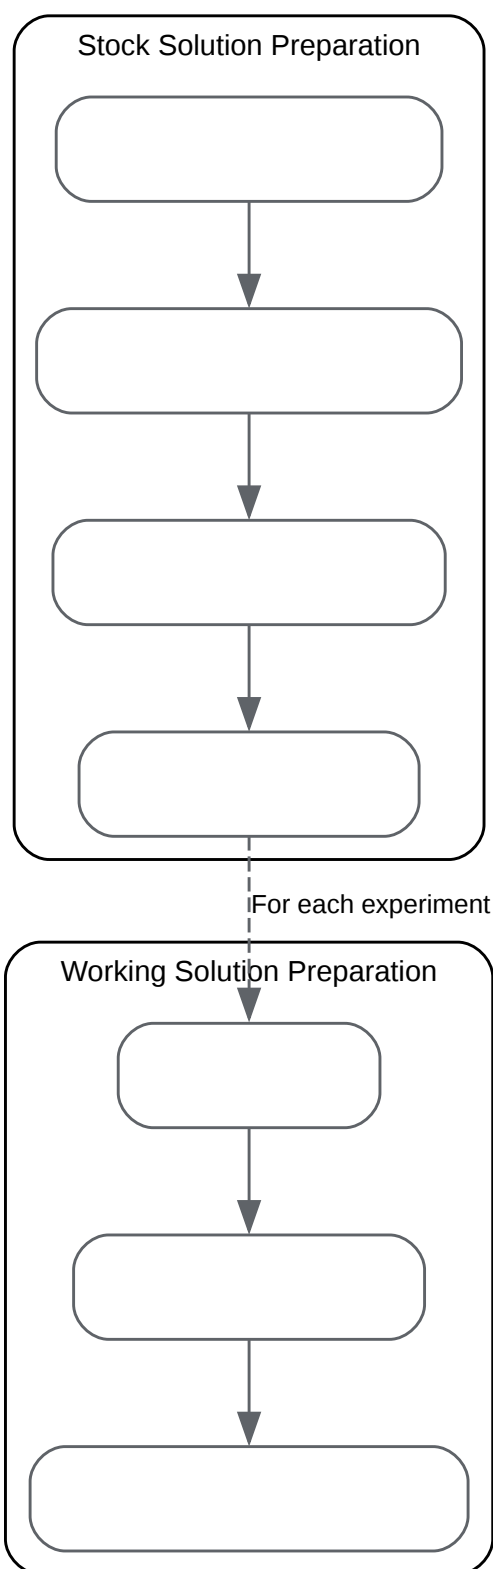 Stock Solution Preparation
For each experiment
Working Solution Preparation